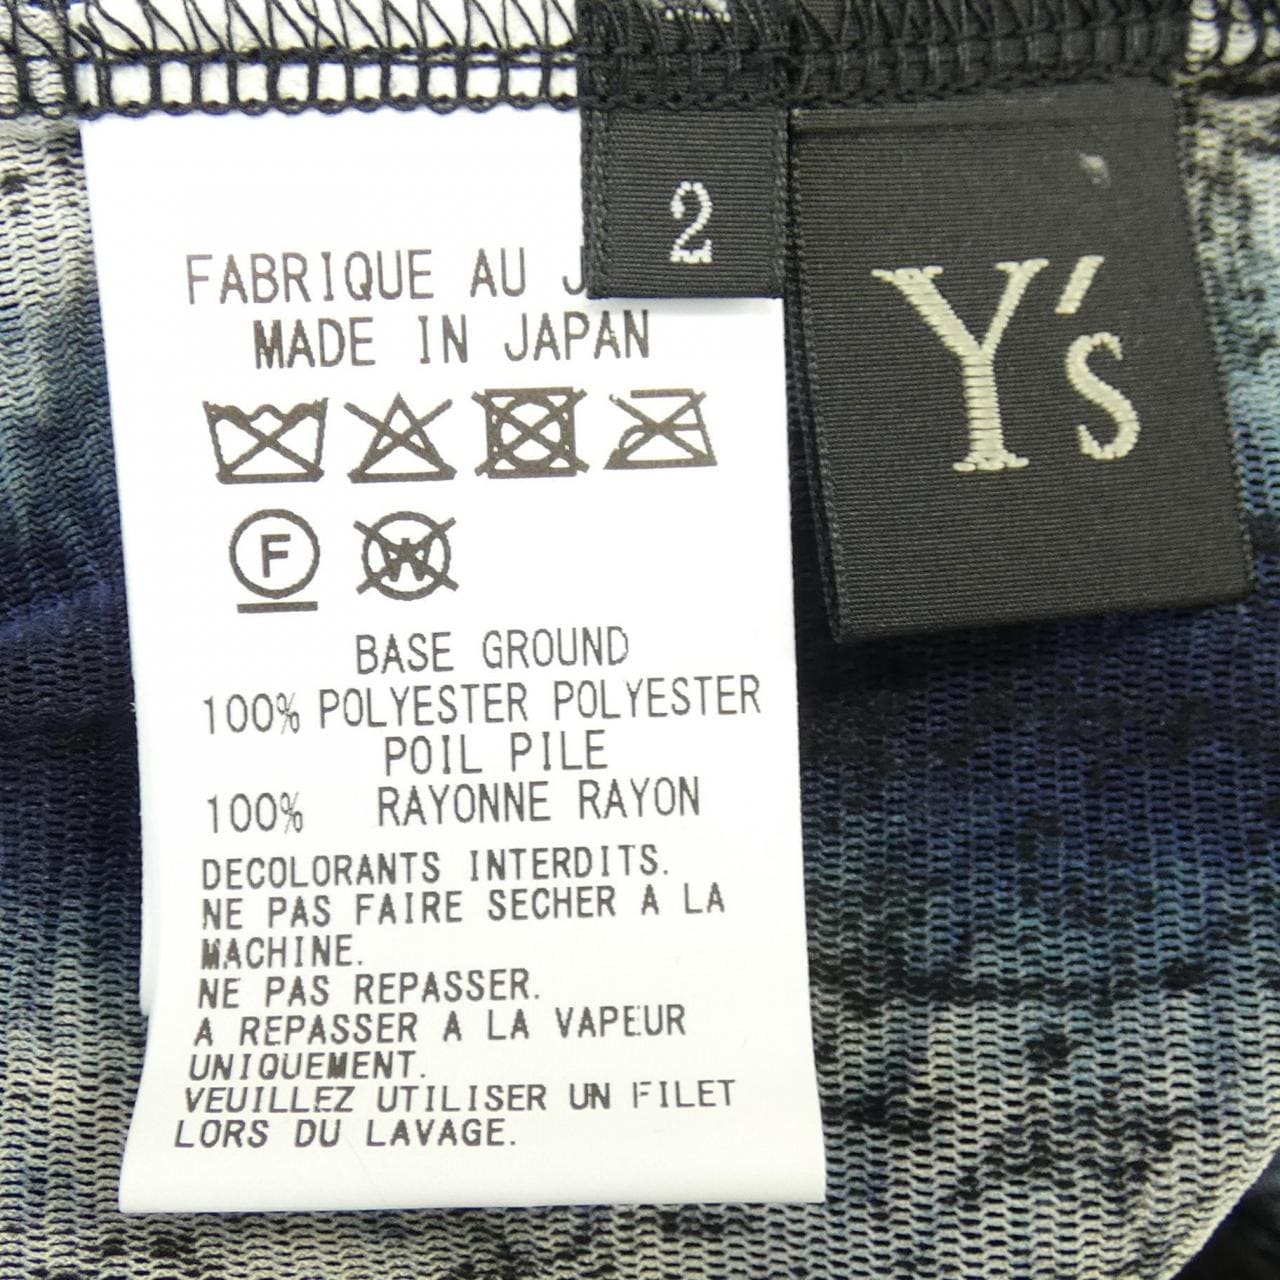 2
Y's
FABRIQUE AU
MADE IN JAPAN
F
W
BASE GROUND
100% POLYESTER POLYESTER
POIL PILE
100% RAYONNE RAYON
DECOLORANTS INTERDITS.
NE PAS FAIRE SECHER A LA
MACHINE.
NE PAS REPASSER.
A REPASSER A LA VAPEUR
UNIQUEMENT.
VEUILLEZ UTILISER UN FILET
LORS DU LAVAGE.